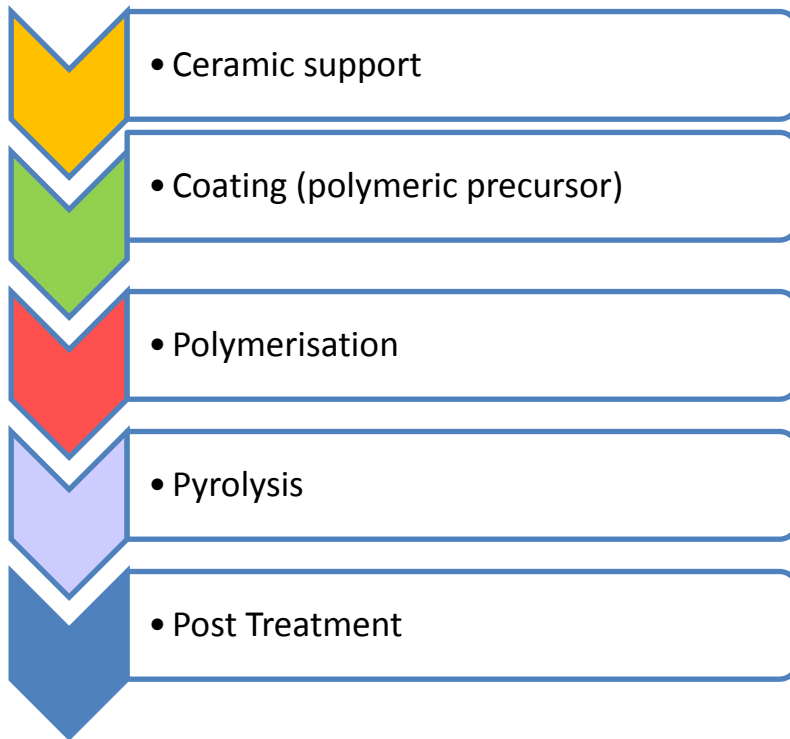 • Ceramic support
• Coating (polymeric precursor)
• Polymerisation
• Pyrolysis
• Post Treatment